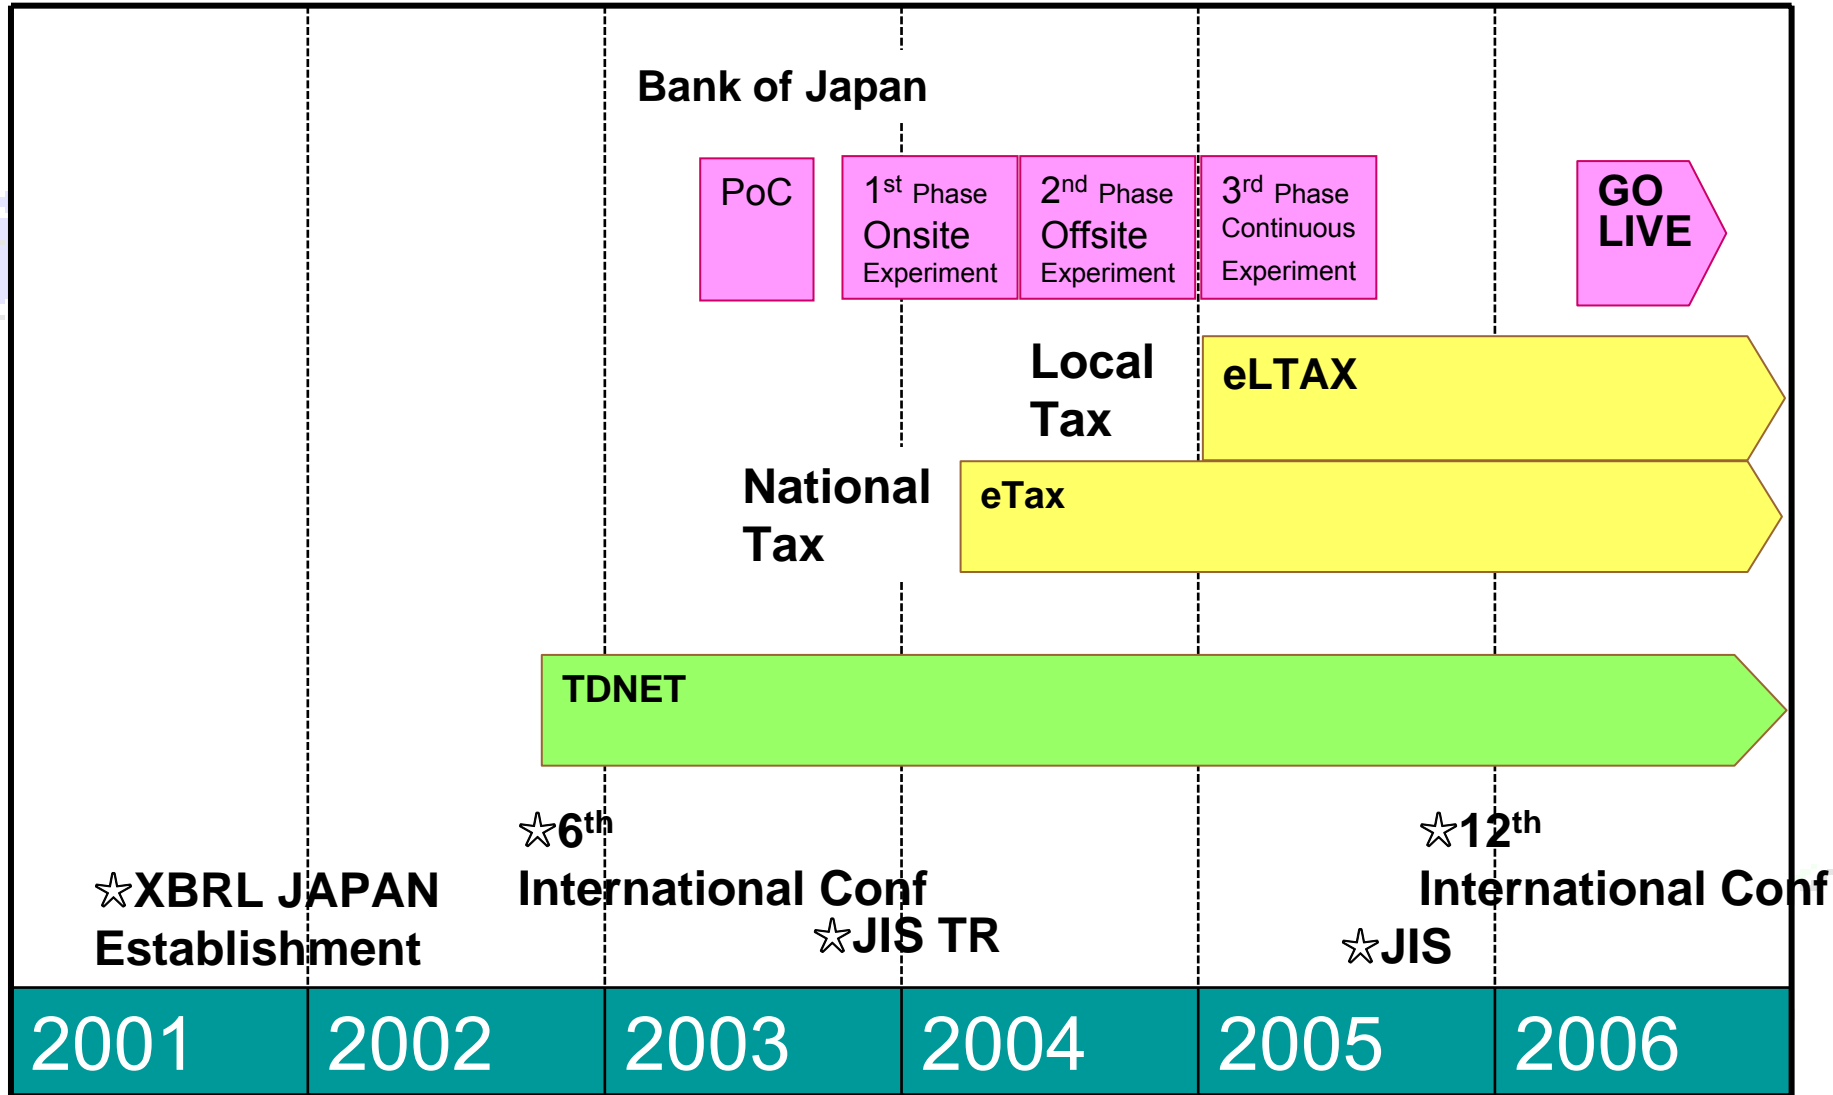 Bank of Japan
PoC
1st Phase
Onsite
Experiment
2nd Phase
Offsite
Experiment
3rd Phase
Continuous
Experiment
GO
LIVE
Local
Tax
eLTAX
National
Tax
eTax
TDNET
☆6th
International Conf
☆12th
International Conf
☆XBRL JAPAN
Establishment
☆JIS TR
☆JIS
2001
2002
2003
2004
2005
2006